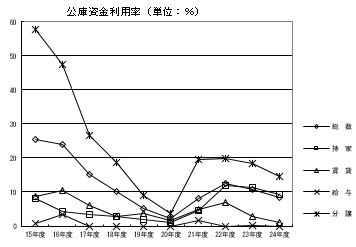 公庫資金利用率（単位：％）
60
50
40
30
20
10
0
15年度 16年度 17年度 18年度 19年度 20年度 21年度 22年度 23年度 24年度
総 数
持 家
賃 貸
給 与
分 譲